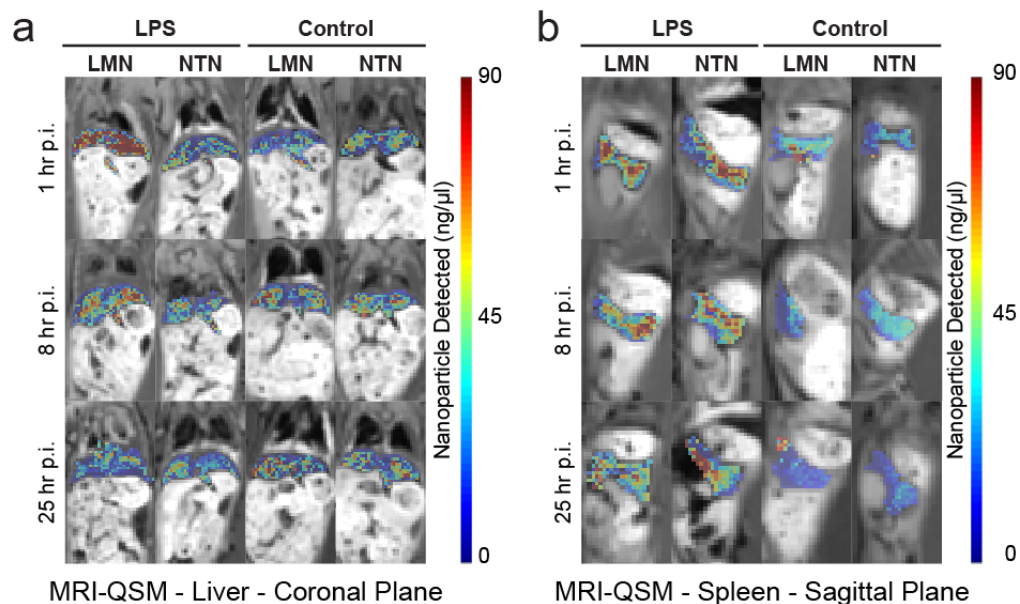 a
LPS Control
LMN NTN LMN NTN
1 hr p.i.
8 hr p.i.
25 hr p.i.
90
45
0
Nanoparticle Detected (ng/µl)
MRI-QSM - Liver - Coronal Plane
b
LPS Control
LMN NTN LMN NTN
1 hr p.i.
8 hr p.i.
25 hr p.i.
90
45
0
Nanoparticle Detected (ng/µl)
MRI-QSM - Spleen - Sagittal Plane